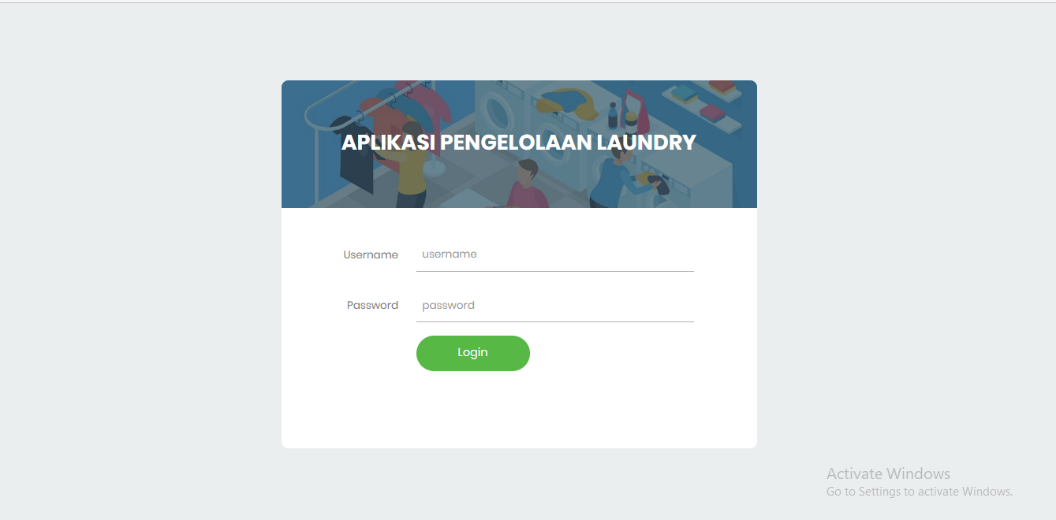 APLIKASI PENGELOLAAN LAUNDRY
Username
username
Password
password
Login
Activate Windows
Go to Settings to activate Windows.